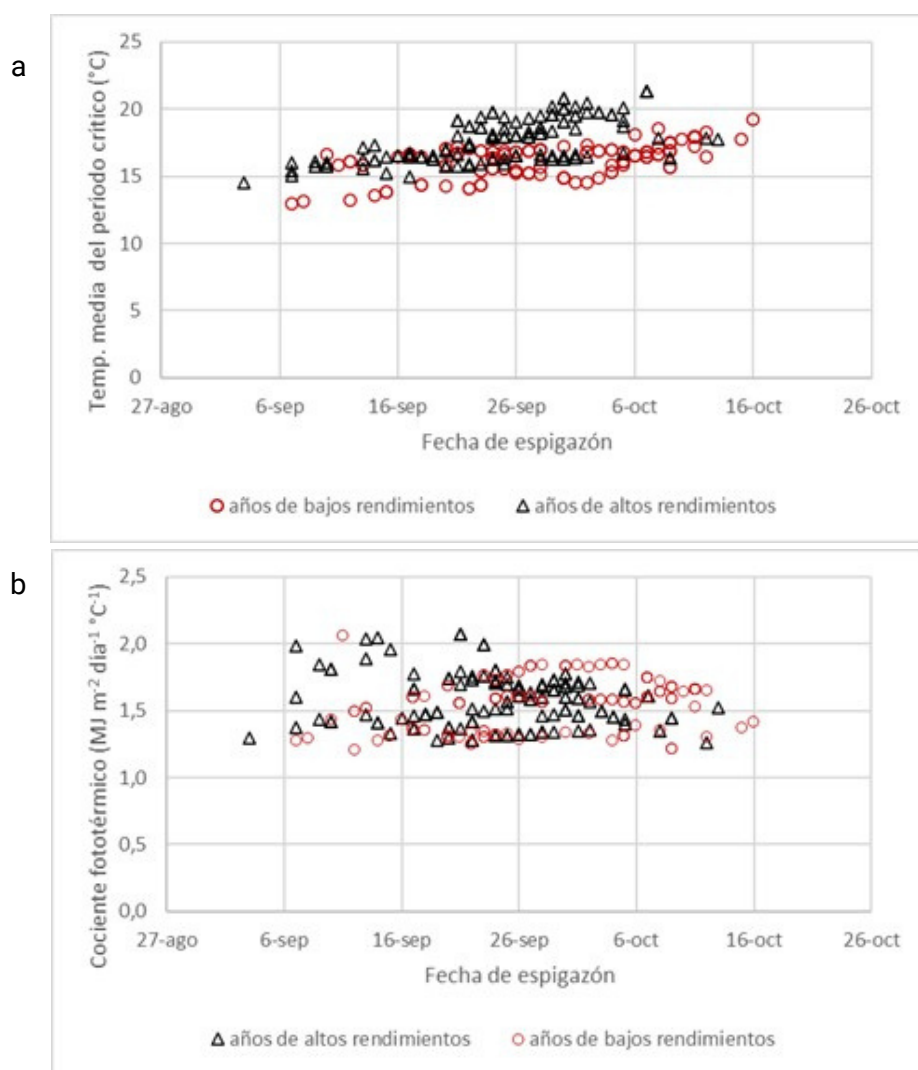 a
25
20
15
10
5
0
Temp. media del período crítico (°C)
27-ago 6-sep 16-sep 26-sep 6-oct 16-oct 26-oct
Fecha de espigazón
años de bajos rendimientos años de altos rendimientos
b
2,5
2,0
1,5
1,0
0,5
0,0
Cociente fototérmico (MJ m-2 día-1 °C-1)
27-ago 6-sep 16-sep 26-sep 6-oct 16-oct 26-oct
Fecha de espigazón
años de altos rendimientos años de bajos rendimientos